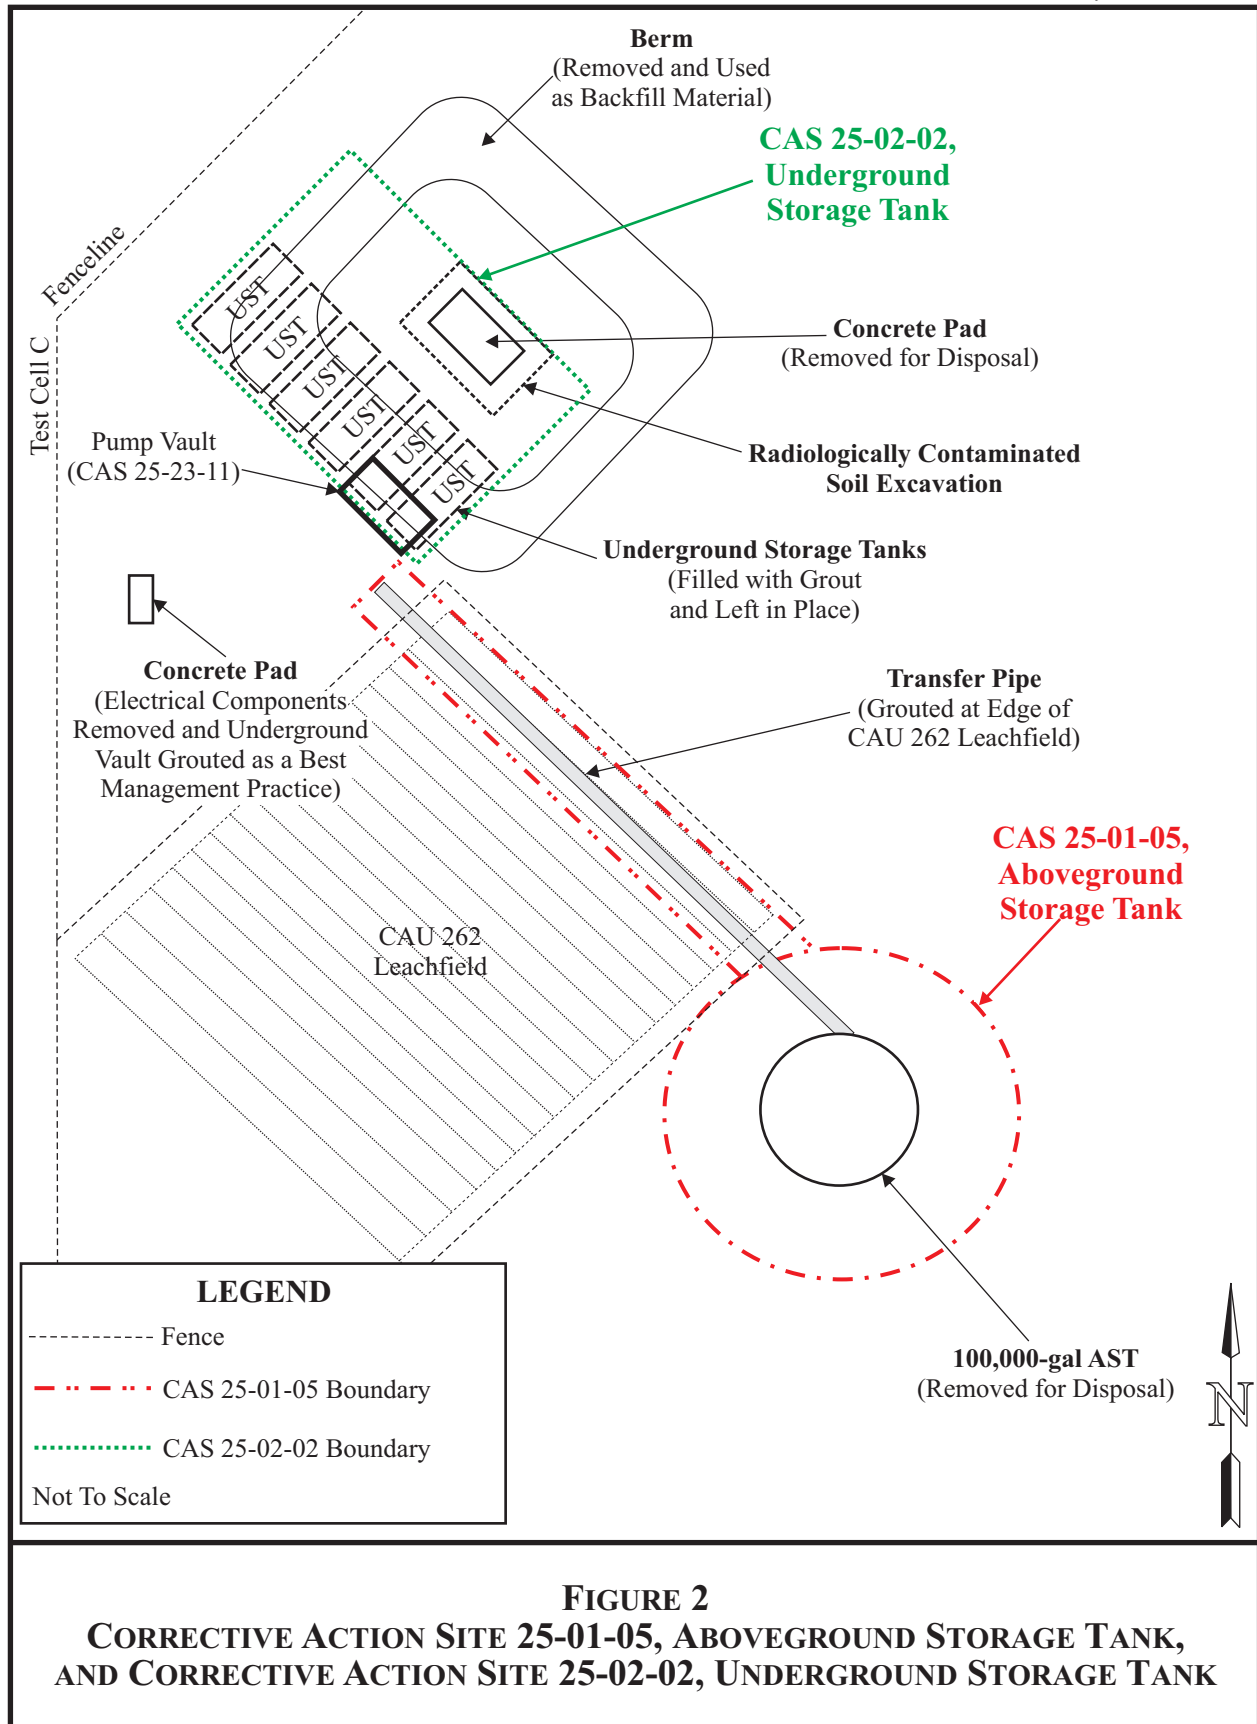 Berm
(Removed and Used
as Backfill Material)
CAS 25-02-02,
Underground
Storage Tank
Fenceline
Test Cell C
UST
UST
UST
UST
UST
UST
Concrete Pad
(Removed for Disposal)
Pump Vault
(CAS 25-23-11)
Radiologically Contaminated
Soil Excavation
Underground Storage Tanks
(Filled with Grout
and Left in Place)
Concrete Pad
(Electrical Components
Removed and Underground
Vault Grouted as a Best
Management Practice)
Transfer Pipe
(Grouted at Edge of
CAU 262 Leachfield)
CAS 25-01-05,
Aboveground
Storage Tank
CAU 262
Leachfield
100,000-gal AST
(Removed for Disposal)
N
LEGEND
Fence
CAS 25-01-05 Boundary
CAS 25-02-02 Boundary
Not To Scale
FIGURE 2
CORRECTIVE ACTION SITE 25-01-05, ABOVEGROUND STORAGE TANK,
AND CORRECTIVE ACTION SITE 25-02-02, UNDERGROUND STORAGE TANK